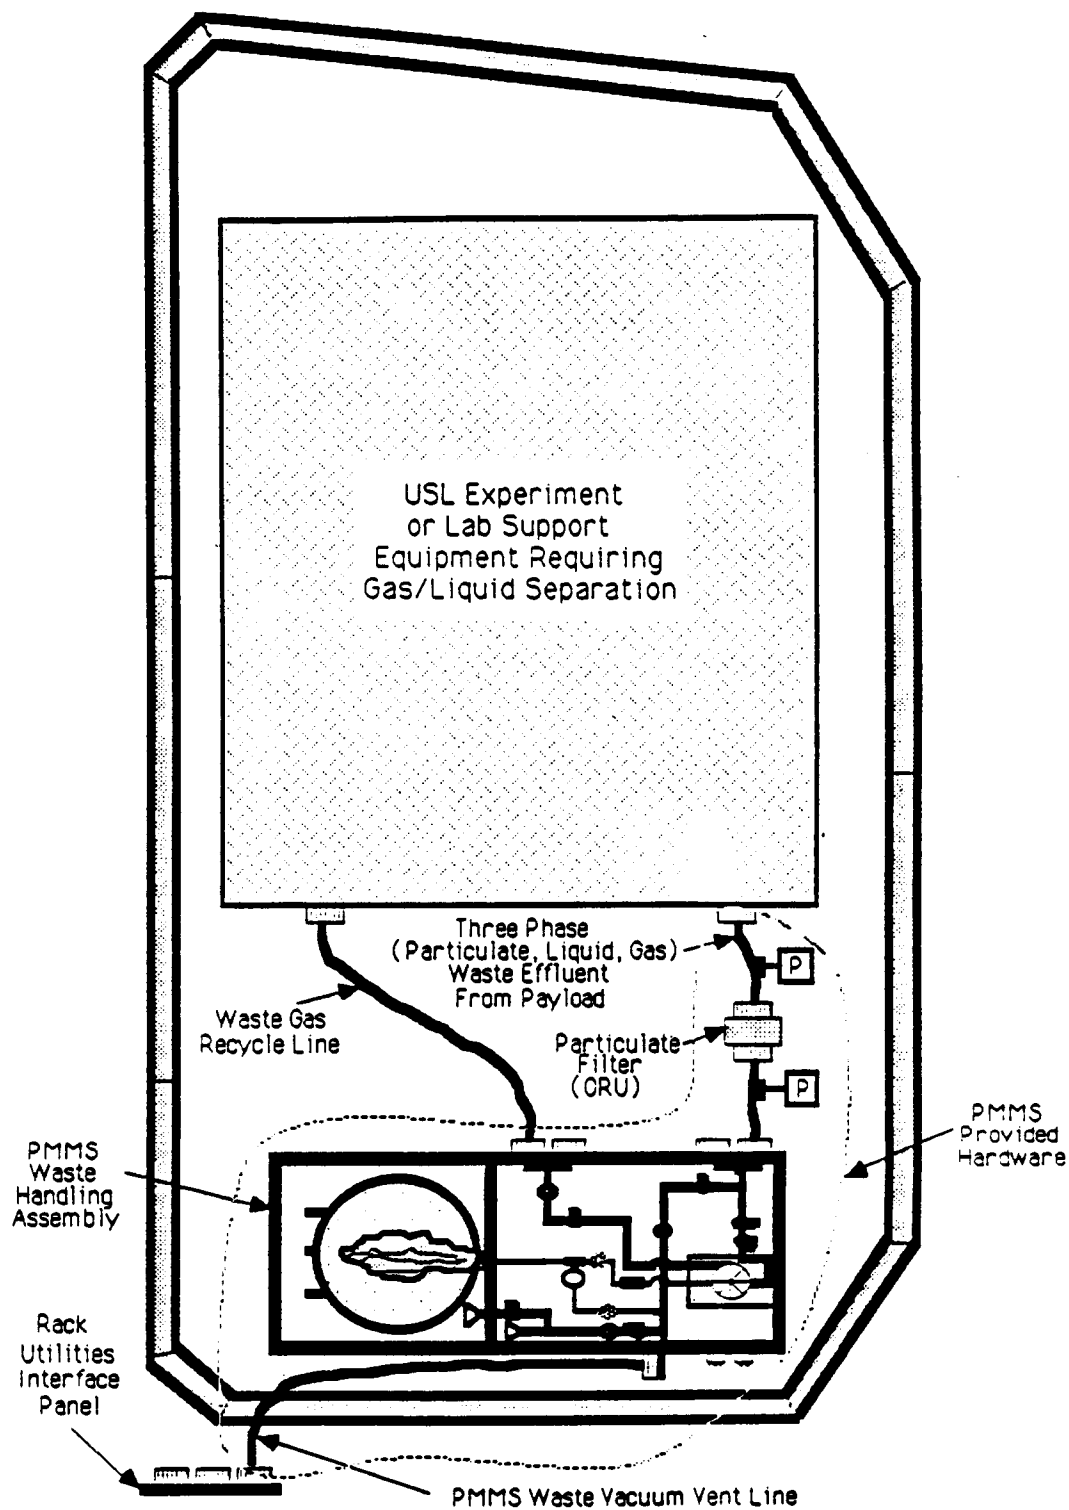 USL Experiment
or Lab Support
Equipment Requiring
Gas/Liquid Separation
Three Phase
(Particulate, Liquid, Gas)
Waste Effluent
From Payload
P
Waste Gas
Recycle Line
Particulate
Filter
(ORU)
P
PMMS
Provided
Hardware
PMMS
Waste
Handling
Assembly
Rack
Utilities
Interface
Panel
PMMS Waste Vacuum Vent Line